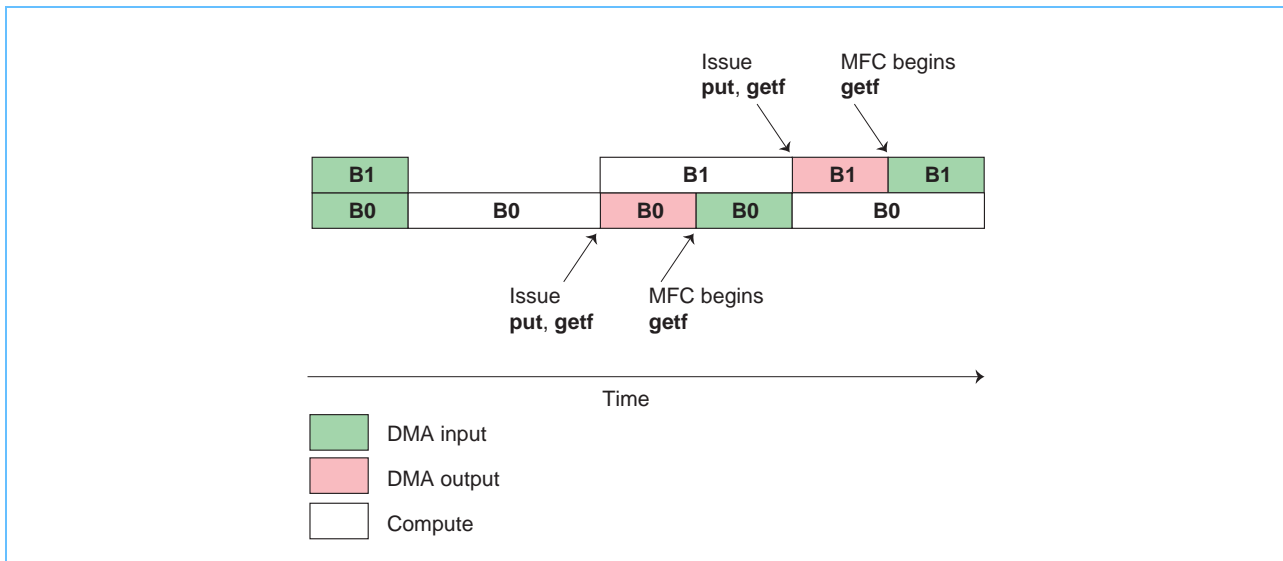 Issue
put, getf
MFC begins
getf
B1
B1
B1
B1
B0
B0
B0
B0
B0
Issue
put, getf
MFC begins
getf
Time
DMA input
DMA output
Compute